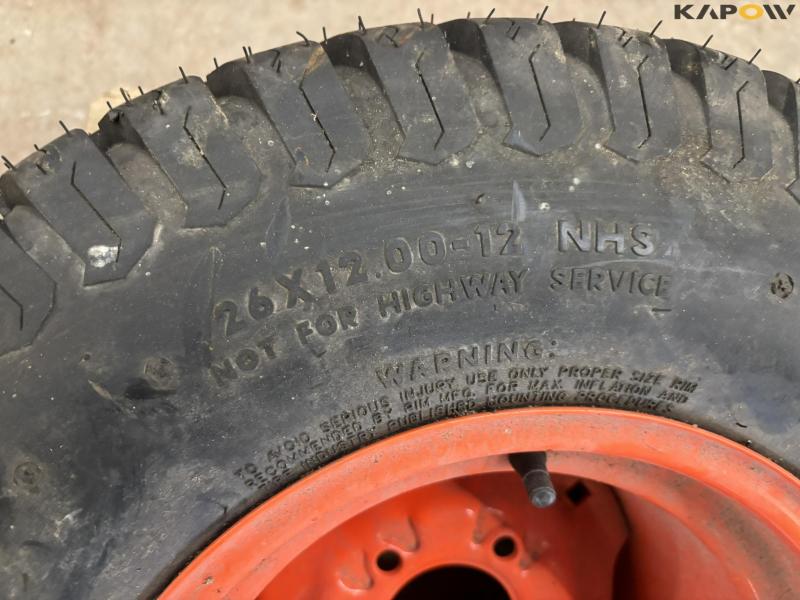 KAPOW
26X12.00-12 NHS
NOT FOR HIGHWAY SERVICE
WARNING:
TO AVOID SERIOUS INJURY USE ONLY PROPER SIZE RIM
RECOMMENDED BY RIM MFG. FOR MAX. INFLATION AND
INDUSTRY PUBLISHED MOUNTING PROCEDURES